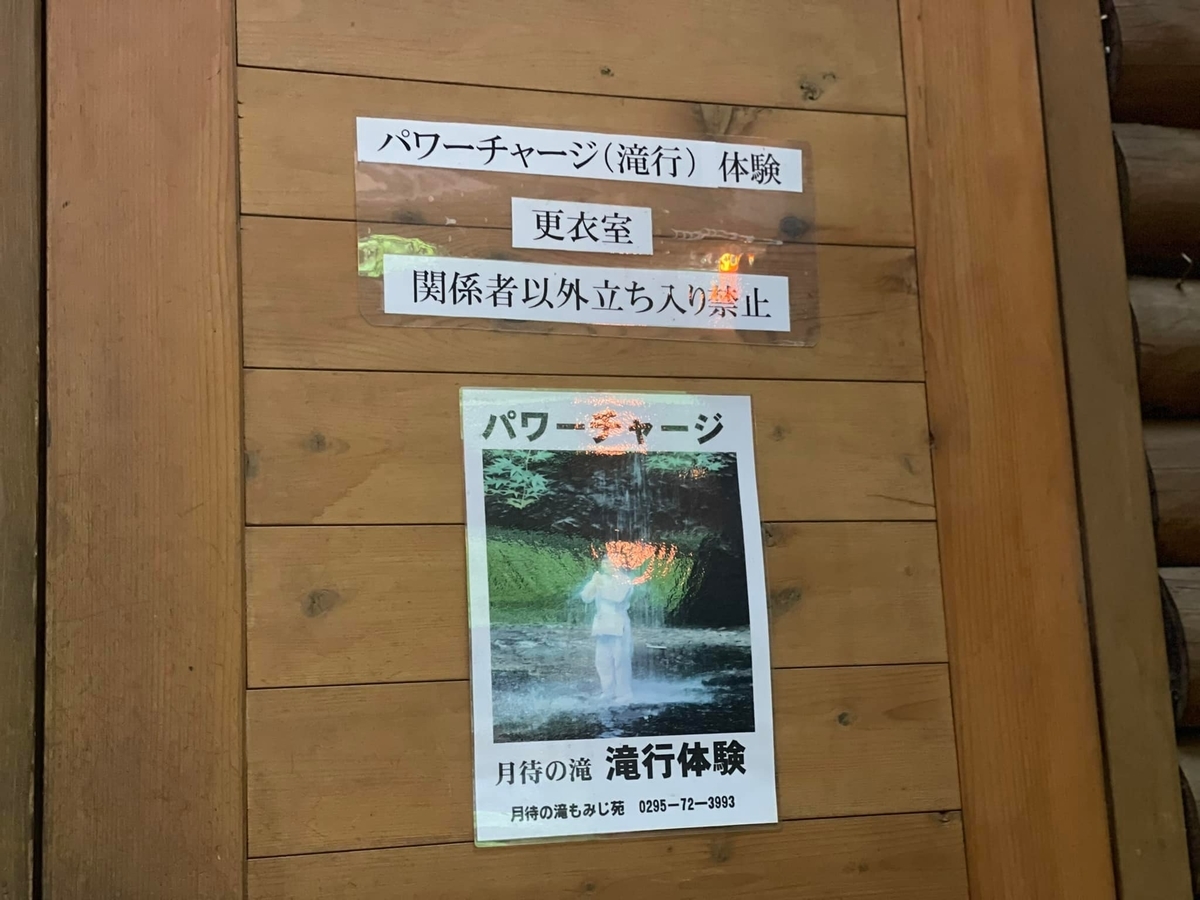 パワーチャージ(滝行) 体験
更衣室
関係者以外立ち入り禁止
パワーチャージ
月待の滝 滝行体験
月待の滝もみじ苑 0295-72-3993